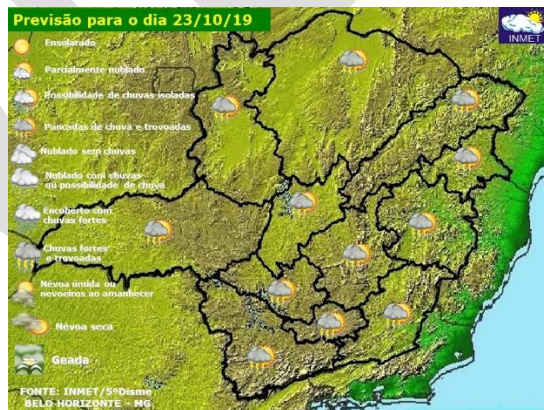 Previsão para o dia 23/10/19
INMET
Ensolarado
Parcialmente nublado
Possibilidade de chuvas isoladas
Pancadas de chuva e trovoadas
Nublado sem chuvas
Nublado com chuvas
ou possibilidade de chuva
Encoberto com
chuvas fortes
Chuvas fortes
e trovoadas
Névoa úmida ou
nevoeiros ao amanhecer
Névoa seca
Geada
FONTE: INMET/5ºDisme
BELO HORIZONTE - MG